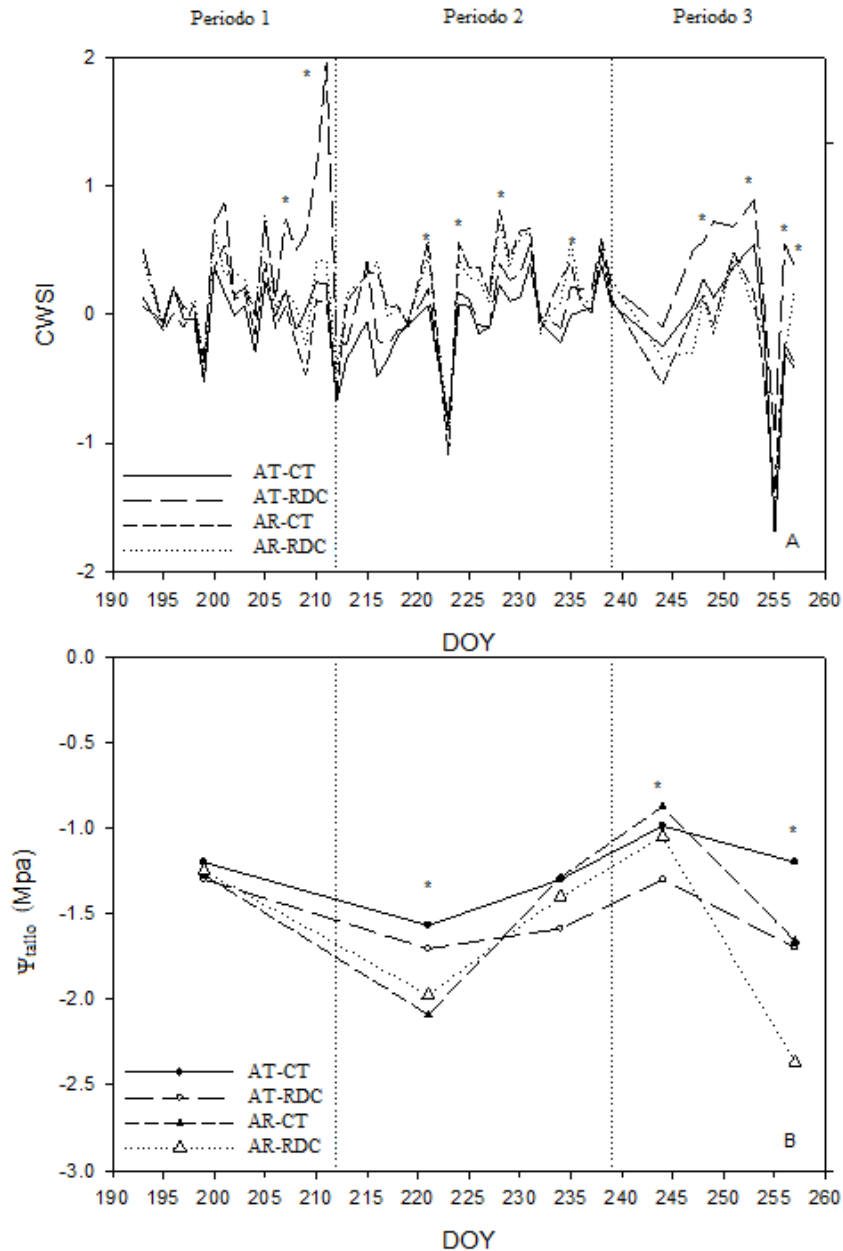 Periodo 1 Periodo 2 Periodo 3
2
*
*
*
*
*
*
*
*
*
*
1
0
-1
-2
CWSI
AT-CT
AT-RDC
AR-CT
AR-RDC
A
190 195 200 205 210 215 220 225 230 235 240 245 250 255 260
DOY
0.0
-0.5
-1.0
-1.5
-2.0
-2.5
-3.0
Ψtallo (Mpa)
*
*
*
AT-CT
AT-RDC
AR-CT
AR-RDC
B
190 195 200 205 210 215 220 225 230 235 240 245 250 255 260
DOY